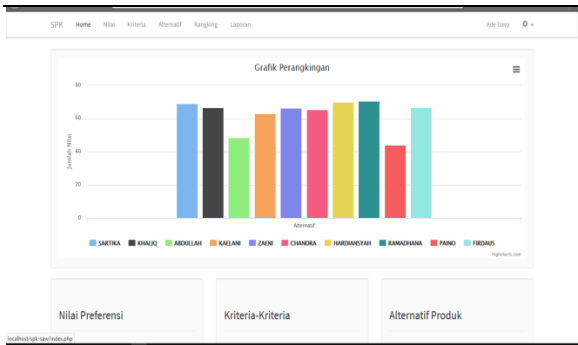 SPK Home Nilai Kriteria Alternatif Rangking Laporan Ade Davy
Grafik Perangkingan
80
60
40
20
0
Jumlah Nilai
Alternatif
SARTIKA KHALIQ ABDULLAH KAELANI ZAENI CHANDRA HARDIANSYAH RAMADHANA PAINO FIRDAUS
Highcharts.com
Nilai Preferensi Kriteria-Kriteria Alternatif Produk
localhost/spk-saw/index.php